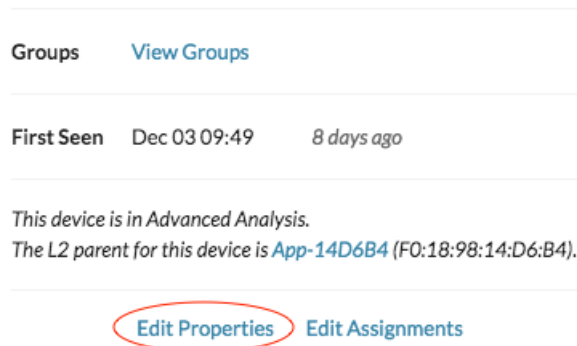 Groups View Groups
First Seen Dec 03 09:49 8 days ago
This device is in Advanced Analysis.
The L2 parent for this device is App-14D6B4 (F0:18:98:14:D6:B4).
Edit Properties Edit Assignments